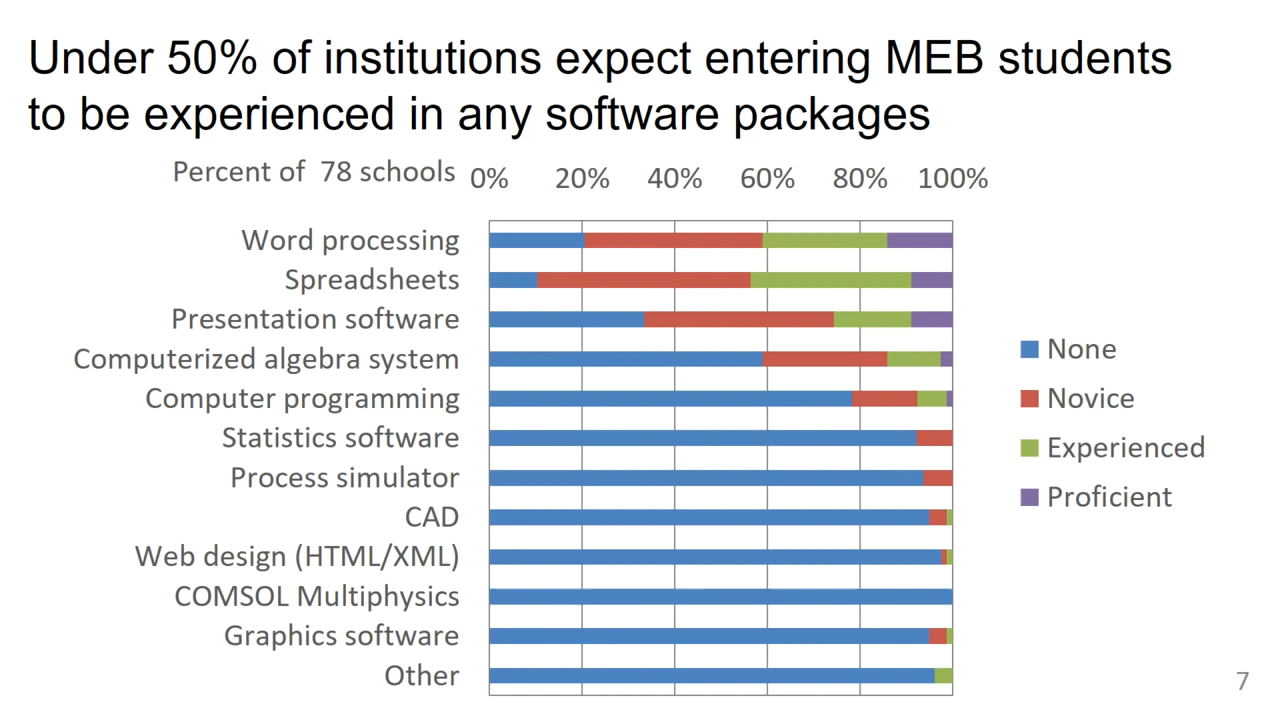 Under 50% of institutions expect entering MEB students
to be experienced in any software packages
Percent of 78 schools 0% 20% 40% 60% 80% 100%
Word processing
Spreadsheets
Presentation software
Computerized algebra system
Computer programming
Statistics software
Process simulator
CAD
Web design (HTML/XML)
COMSOL Multiphysics
Graphics software
Other
None
Novice
Experienced
Proficient
7